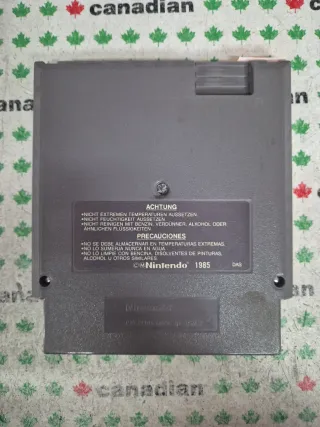 canadian
ACHTUNG
•NICHT EXTREMEN TEMPERATUREN AUSSETZEN.
•NICHT FEUCHTIGKEIT AUSSETZEN.
•NICHT REINIGEN MIT BENZIN, VERDÜNNER, ALKOHOL ODER
ÄHNLICHEN FLÜSSIGKEITEN.
PRECAUCIONES
•NO SE DEBE ALMACENAR EN TEMPERATURAS EXTREMAS.
•NO LO SUMERJA NUNCA EN AGUA.
•NO LO LIMPIE CON BENCINA, DISOLVENTES DE PINTURAS,
ALCOHOL U OTROS SIMILARES.
Nintendo 1985
canadian